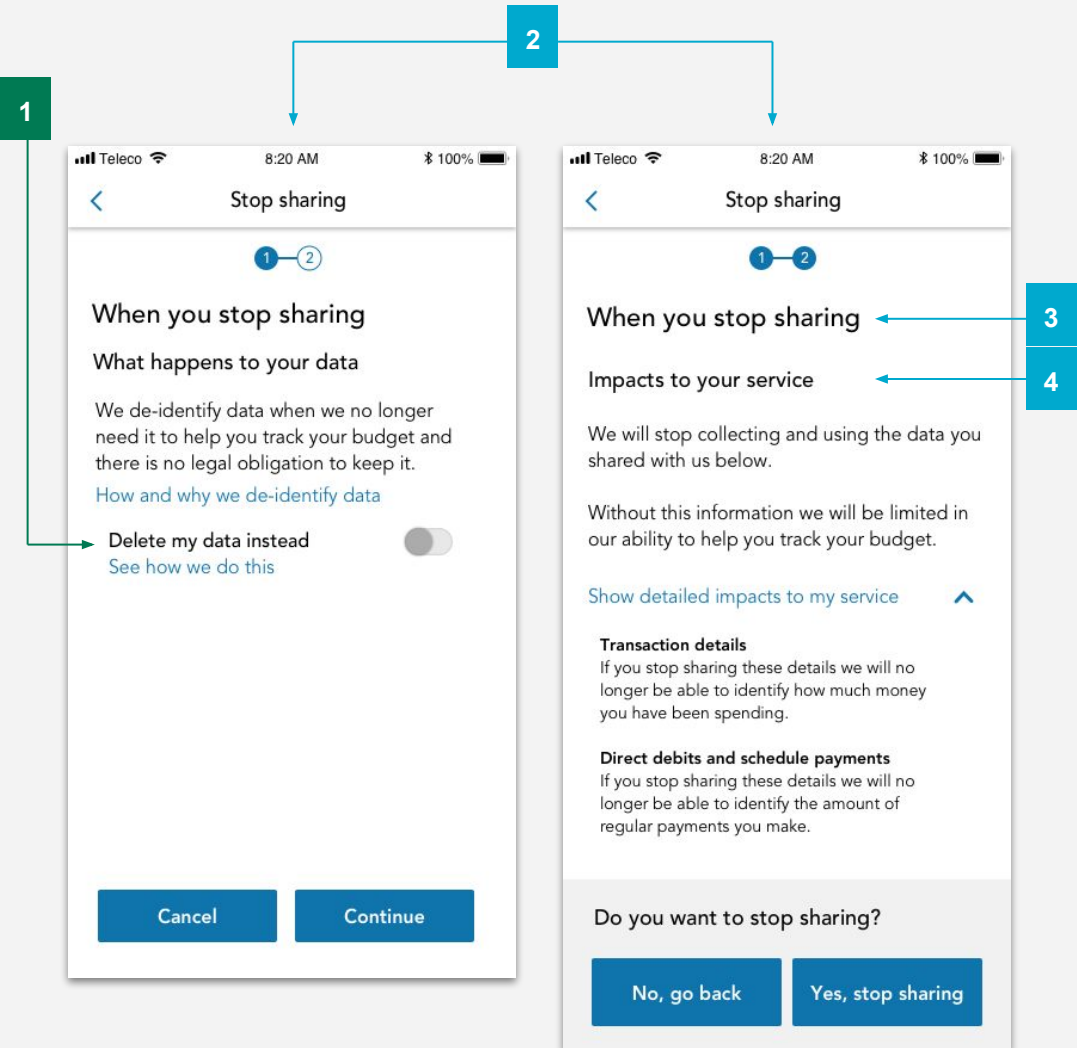 2
1
Teleco 8:20 AM 100%
Stop sharing
1 2
When you stop sharing
What happens to your data
We de-identify data when we no longer
need it to help you track your budget and
there is no legal obligation to keep it.
How and why we de-identify data
Delete my data instead
See how we do this
Cancel Continue
Teleco 8:20 AM 100%
Stop sharing
1 2
When you stop sharing
3
Impacts to your service
4
We will stop collecting and using the data you
shared with us below.
Without this information we will be limited in
our ability to help you track your budget.
Show detailed impacts to my service
Transaction details
If you stop sharing these details we will no
longer be able to identify how much money
you have been spending.
Direct debits and schedule payments
If you stop sharing these details we will no
longer be able to identify the amount of
regular payments you make.
Do you want to stop sharing?
No, go back Yes, stop sharing